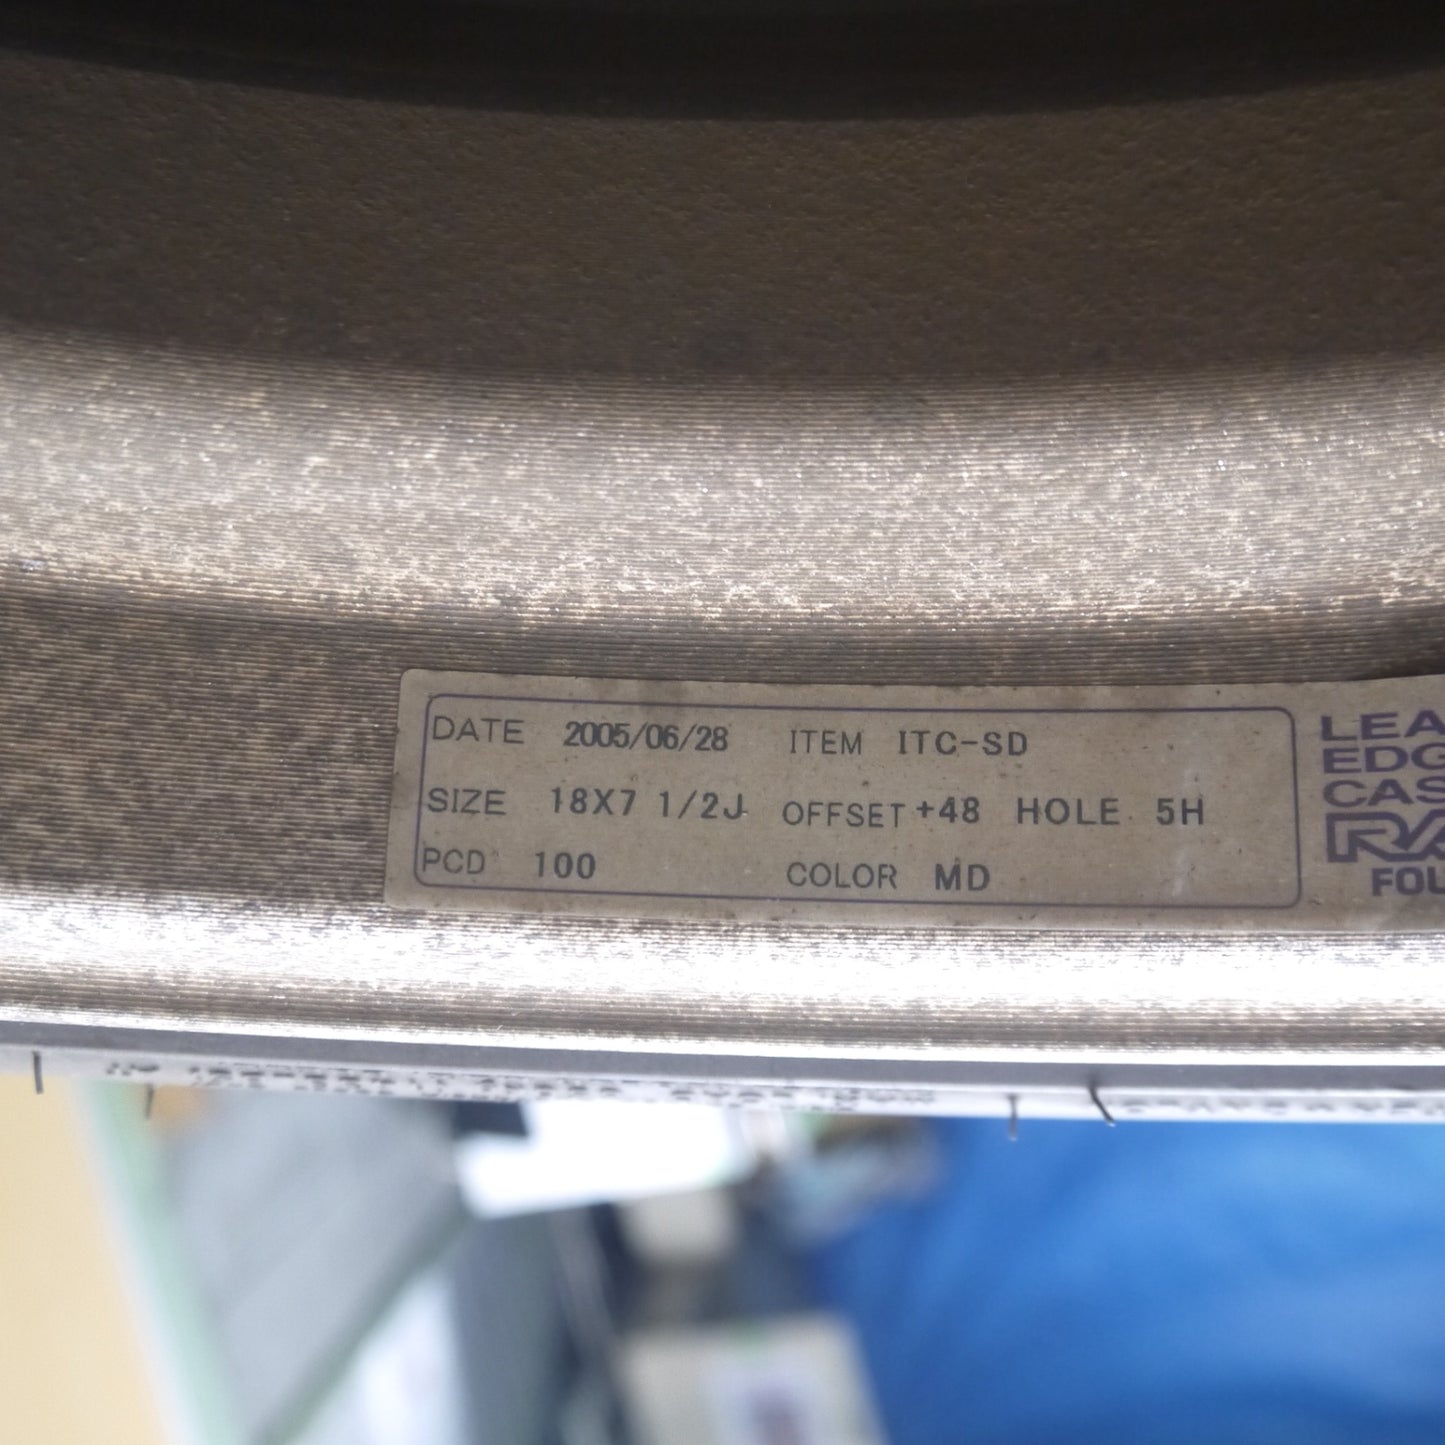 DATE 2005/06/28 ITEM ITC-SD
SIZE 18X7 1/2J OFFSET +48 HOLE 5H
PCD 100 COLOR MD
LEA
EDG
CAS
RA
FOU